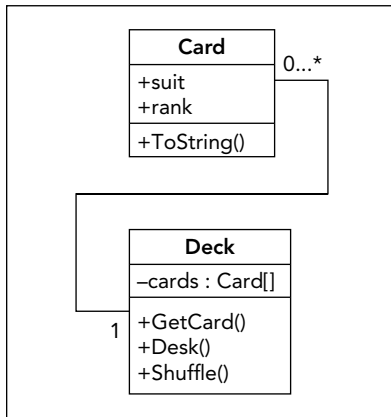 Card
0...*
+suit
+rank
+ToString()
Deck
–cards : Card[]
+GetCard()
1
+Desk()
+Shuffle()